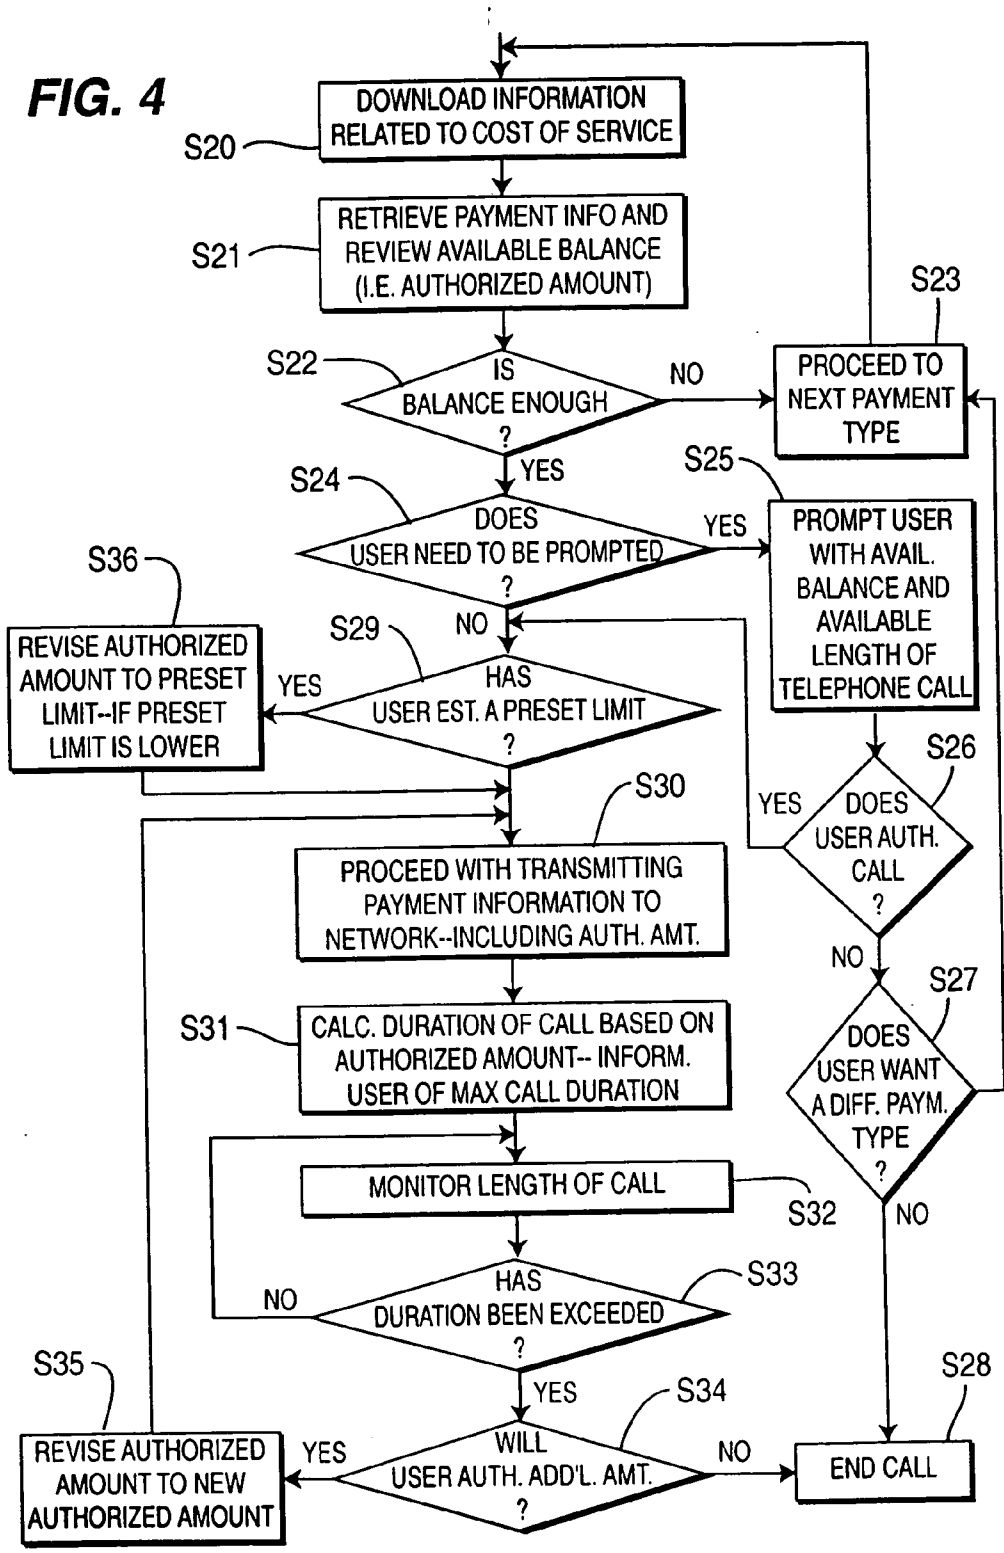 FIG. 4
DOWNLOAD INFORMATION
RELATED TO COST OF SERVICE
S20
RETRIEVE PAYMENT INFO AND
REVIEW AVAILABLE BALANCE
(I.E. AUTHORIZED AMOUNT)
S21
IS
BALANCE ENOUGH
?
S22
NO
YES
PROCEED TO
NEXT PAYMENT
TYPE
S23
DOES
USER NEED TO BE PROMPTED
?
S24
YES
NO
PROMPT USER
WITH AVAIL.
BALANCE AND
AVAILABLE
LENGTH OF
TELEPHONE CALL
S25
S36
REVISE AUTHORIZED
AMOUNT TO PRESET
LIMIT--IF PRESET
LIMIT IS LOWER
S29
YES
HAS
USER EST. A PRESET LIMIT
?
S26
YES
DOES
USER AUTH.
CALL
?
NO
S30
PROCEED WITH TRANSMITTING
PAYMENT INFORMATION TO
NETWORK--INCLUDING AUTH. AMT.
S27
DOES
USER WANT
A DIFF. PAYM.
TYPE
?
NO
S31
CALC. DURATION OF CALL BASED ON
AUTHORIZED AMOUNT-- INFORM.
USER OF MAX CALL DURATION
MONITOR LENGTH OF CALL
S32
HAS
DURATION BEEN EXCEEDED
?
S33
NO
YES
S34
WILL
USER AUTH. ADD'L. AMT.
?
YES
NO
S35
REVISE AUTHORIZED
AMOUNT TO NEW
AUTHORIZED AMOUNT
S28
END CALL